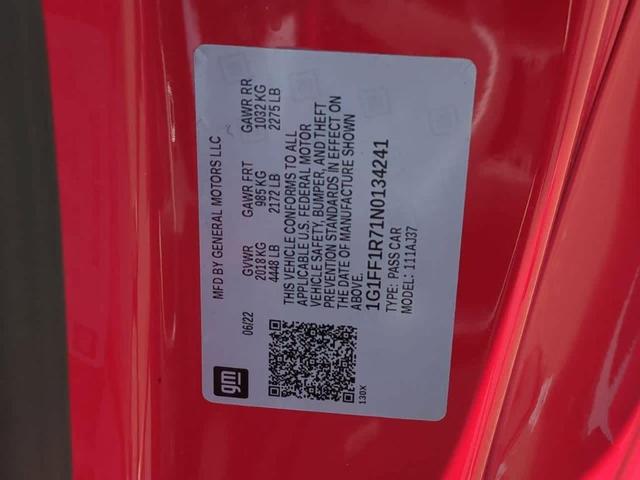 gm
MFD BY GENERAL MOTORS LLC
06/22
GVWR
2018 KG
4448 LB
GAWR FRT
985 KG
2172 LB
GAWR RR
1032 KG
2275 LB
THIS VEHICLE CONFORMS TO ALL
APPLICABLE U.S. FEDERAL MOTOR
VEHICLE SAFETY, BUMPER, AND THEFT
PREVENTION STANDARDS IN EFFECT ON
THE DATE OF MANUFACTURE SHOWN
ABOVE.
1G1FF1R71N0134241
TYPE: PASS CAR
MODEL: 111AJ37
130X